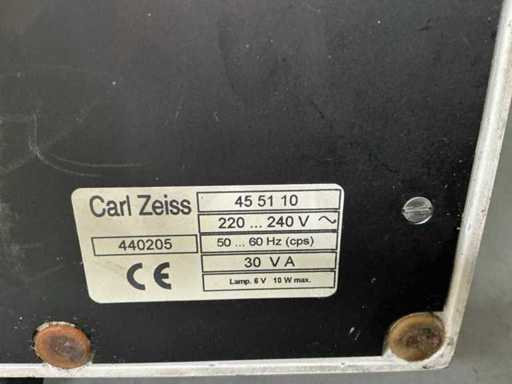 Carl Zeiss
45 51 10
220 ... 240 V ~
440205
50 ... 60 Hz (cps)
CE
30 V A
Lamp. 6 V 10 W max.